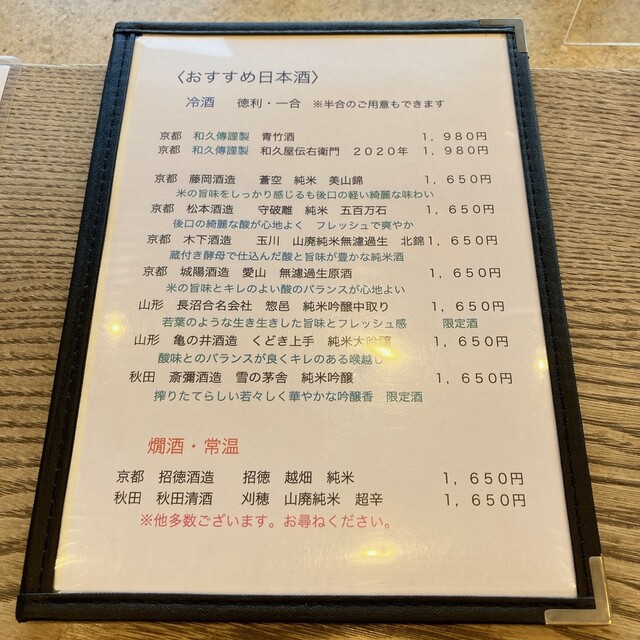 〈おすすめ日本酒〉
冷酒 徳利・一合 ※半合のご用意もできます
京都 和久傳謹製 青竹酒 1,980円
京都 和久傳謹製 和久屋伝右衛門 2020年 1,980円
京都 藤岡酒造 蒼空 純米 美山錦 1,650円
米の旨味をしっかり感じるも後口の軽い綺麗な味わい
京都 松本酒造 守破離 純米 五百万石 1,650円
後口の綺麗な酸が心地よく フレッシュで爽やか
京都 木下酒造 玉川 山廃純米無濾過生 北錦1,650円
蔵付き酵母で仕込んだ酸と旨味が豊かな純米酒
京都 城陽酒造 愛山 無濾過生原酒 1,650円
米の旨味とキレのよい酸のバランスが心地よい
山形 長沼合名会社 惣邑 純米吟醸中取り 1,650円
若葉のような生き生きした旨味とフレッシュ感 限定酒
山形 亀の井酒造 くどき上手 純米大吟醸 1,650円
酸味とのバランスが良くキレのある喉越し
秋田 斎彌酒造 雪の茅舎 純米吟醸 1,650円
搾りたてらしい若々しく華やかな吟醸香 限定酒
燗酒・常温
京都 招徳酒造 招徳 越畑 純米 1,650円
秋田 秋田清酒 刈穂 山廃純米 超辛 1,650円
※他多数ございます。お尋ねください。